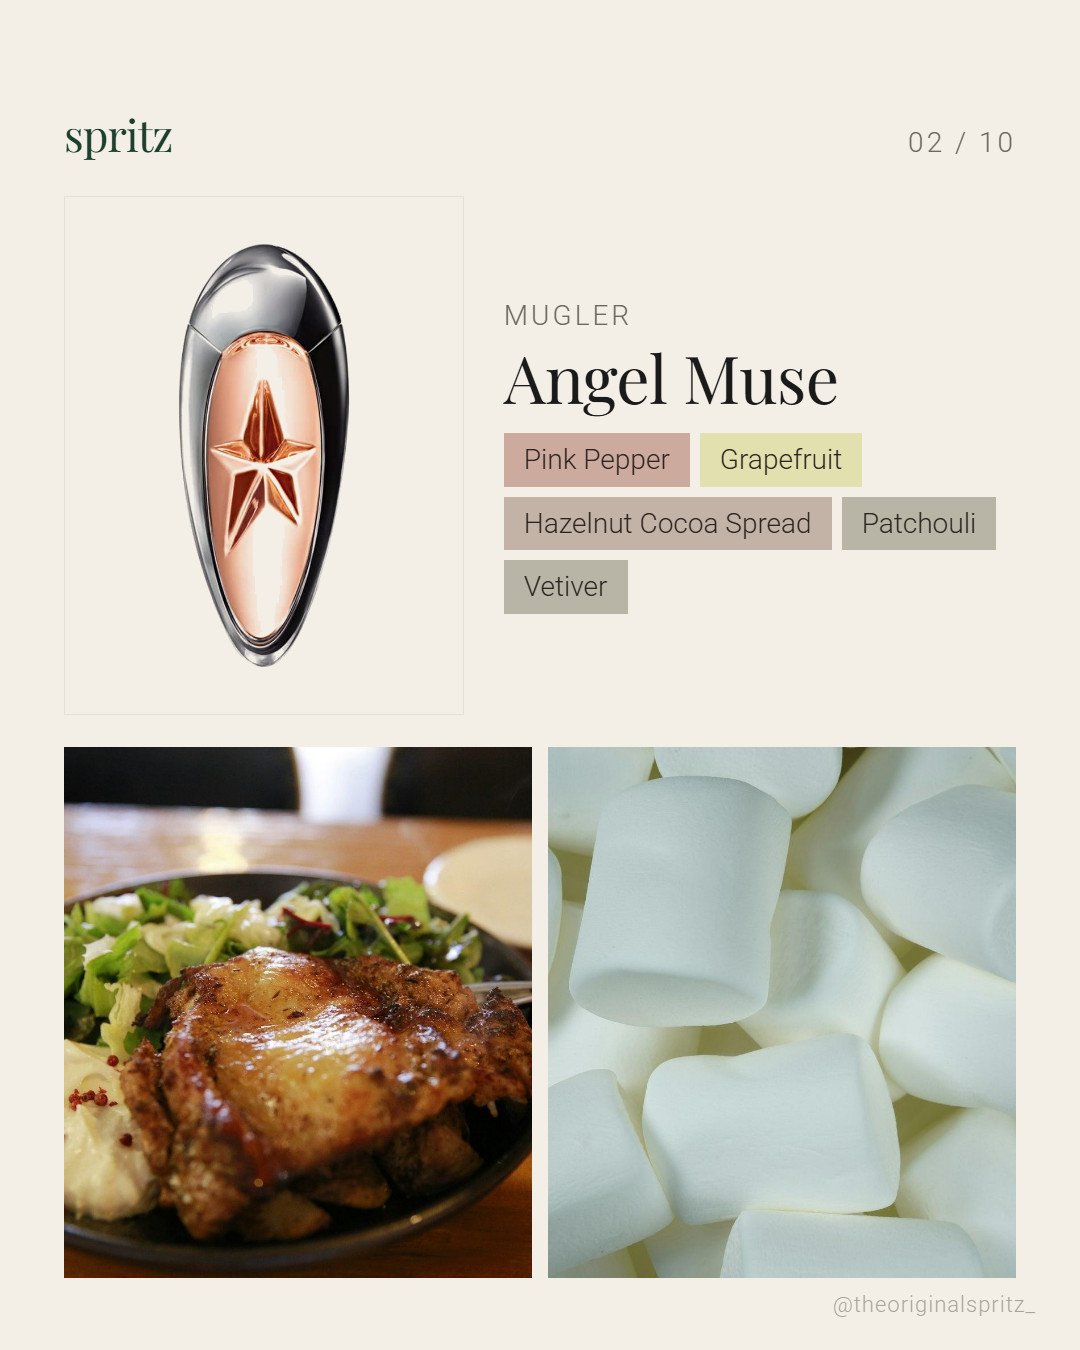 spritz
02 / 10
MUGLER
Angel Muse
Pink Pepper
Grapefruit
Hazelnut Cocoa Spread
Patchouli
Vetiver
@theoriginalspritz_